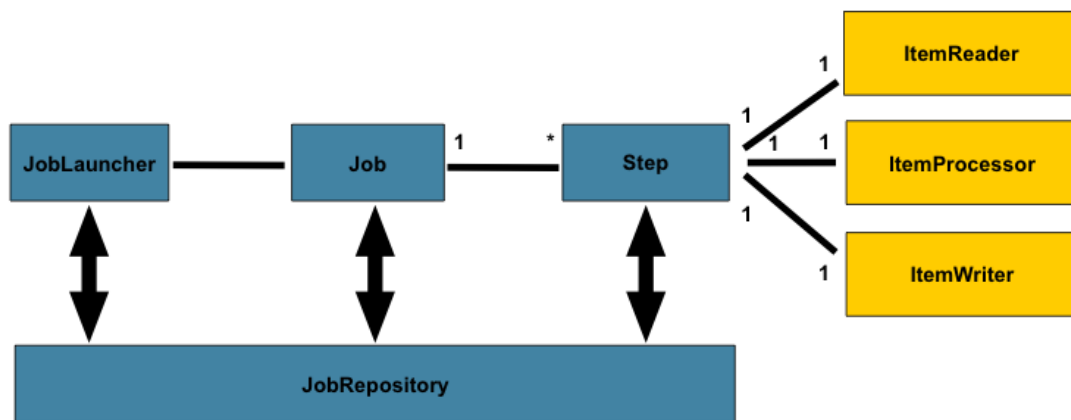 ItemReader
1
1
JobLauncher
Job
1
*
Step
1
1
ItemProcessor
1
1
ItemWriter
JobRepository